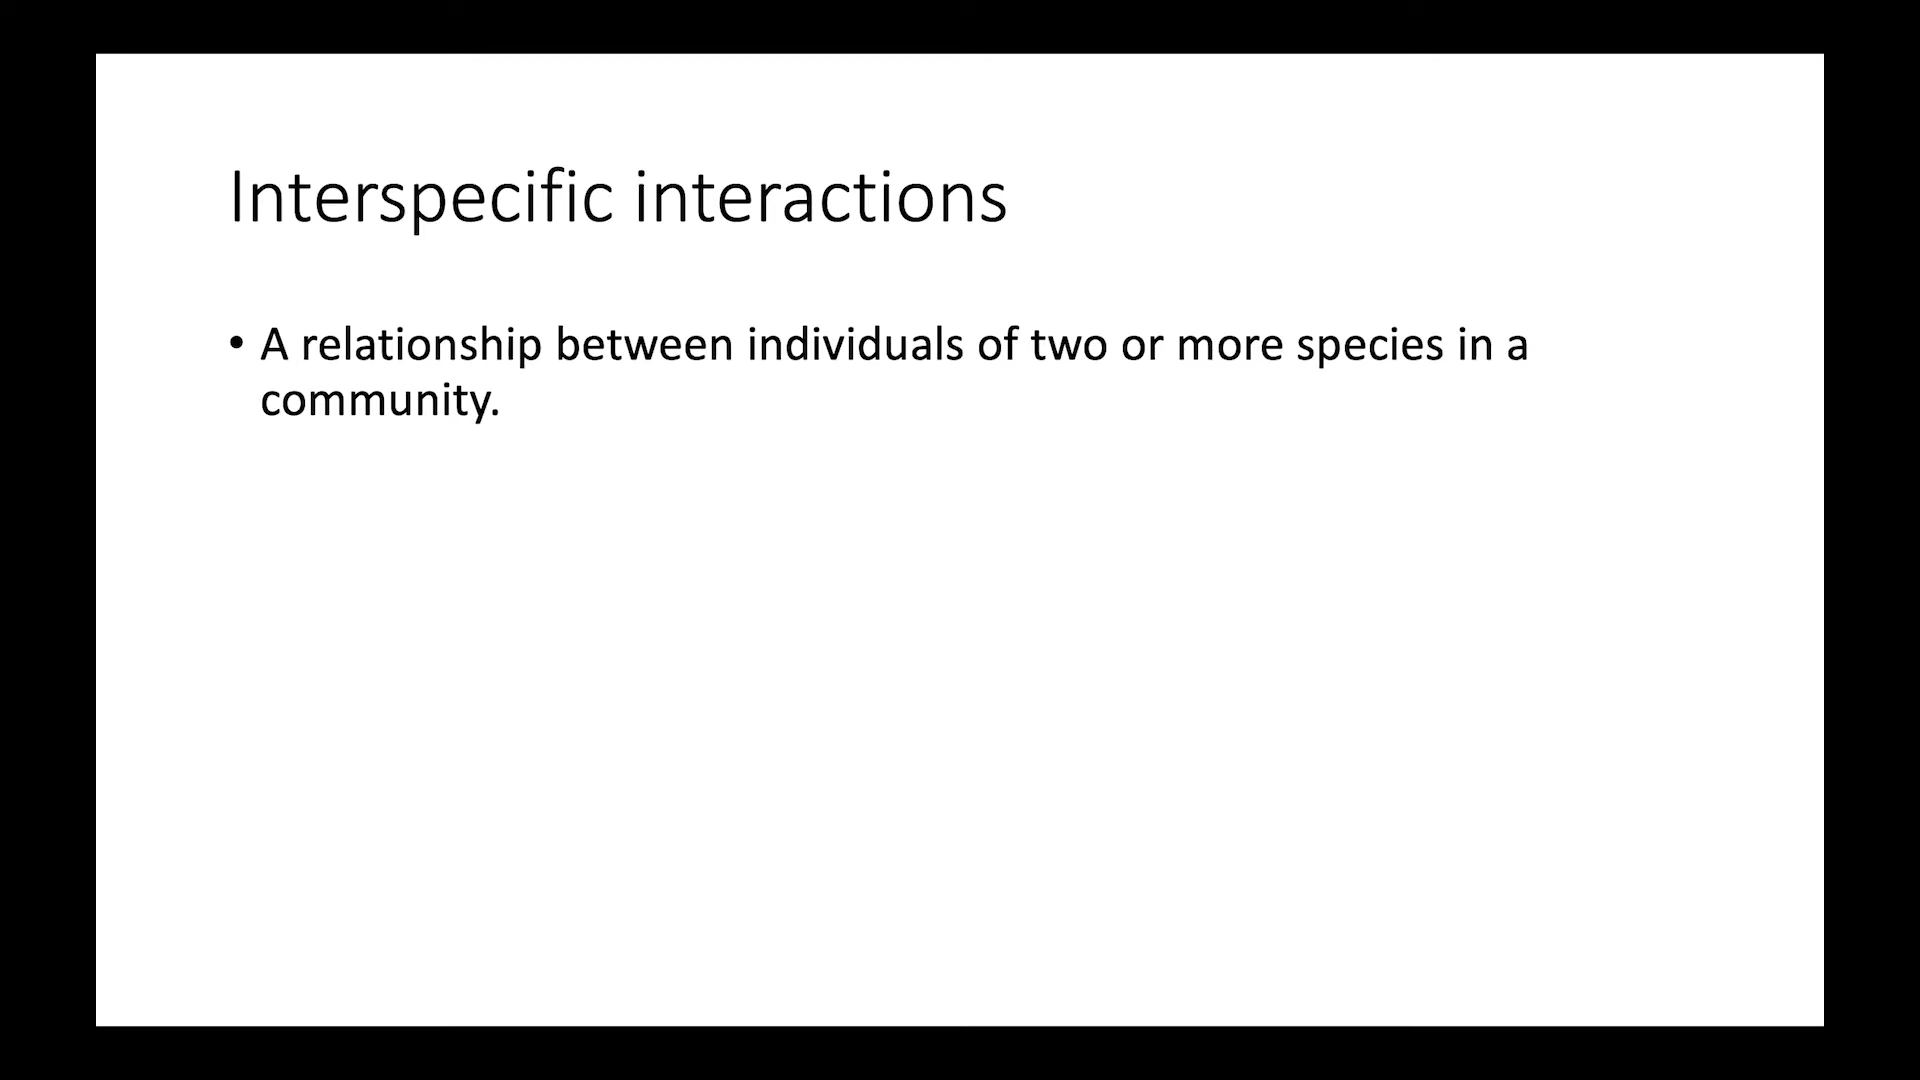 Interspecific interactions
• A relationship between individuals of two or more species in a
community.